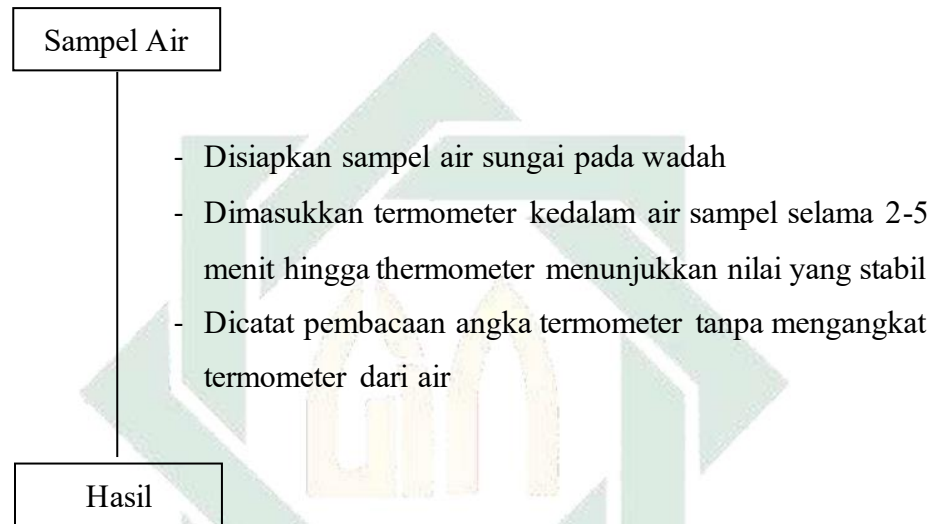 Sampel Air
- Disiapkan sampel air sungai pada wadah
- Dimasukkan termometer kedalam air sampel selama 2-5
menit hingga thermometer menunjukkan nilai yang stabil
- Dicatat pembacaan angka termometer tanpa mengangkat
termometer dari air
Hasil